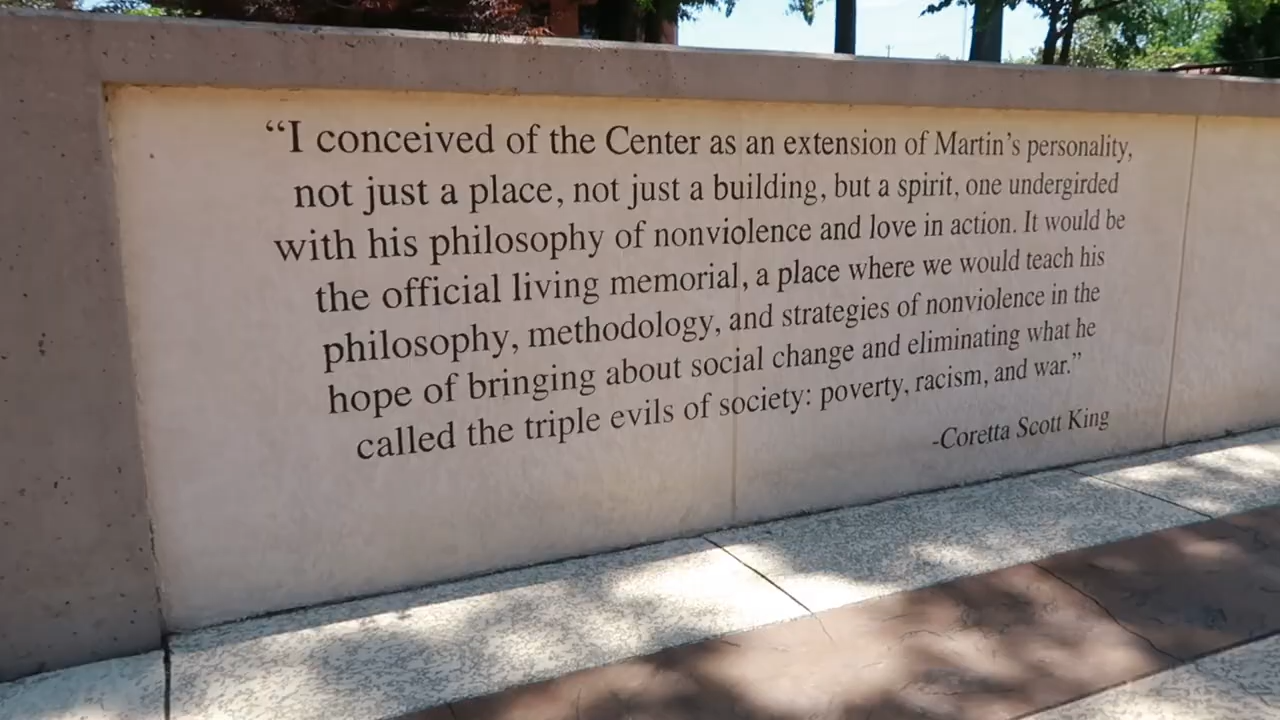 “I conceived of the Center as an extension of Martin’s personality,
not just a place, not just a building, but a spirit, one undergirded
with his philosophy of nonviolence and love in action. It would be
the official living memorial, a place where we would teach his
philosophy, methodology, and strategies of nonviolence in the
hope of bringing about social change and eliminating what he
called the triple evils of society: poverty, racism, and war.”
-Coretta Scott King